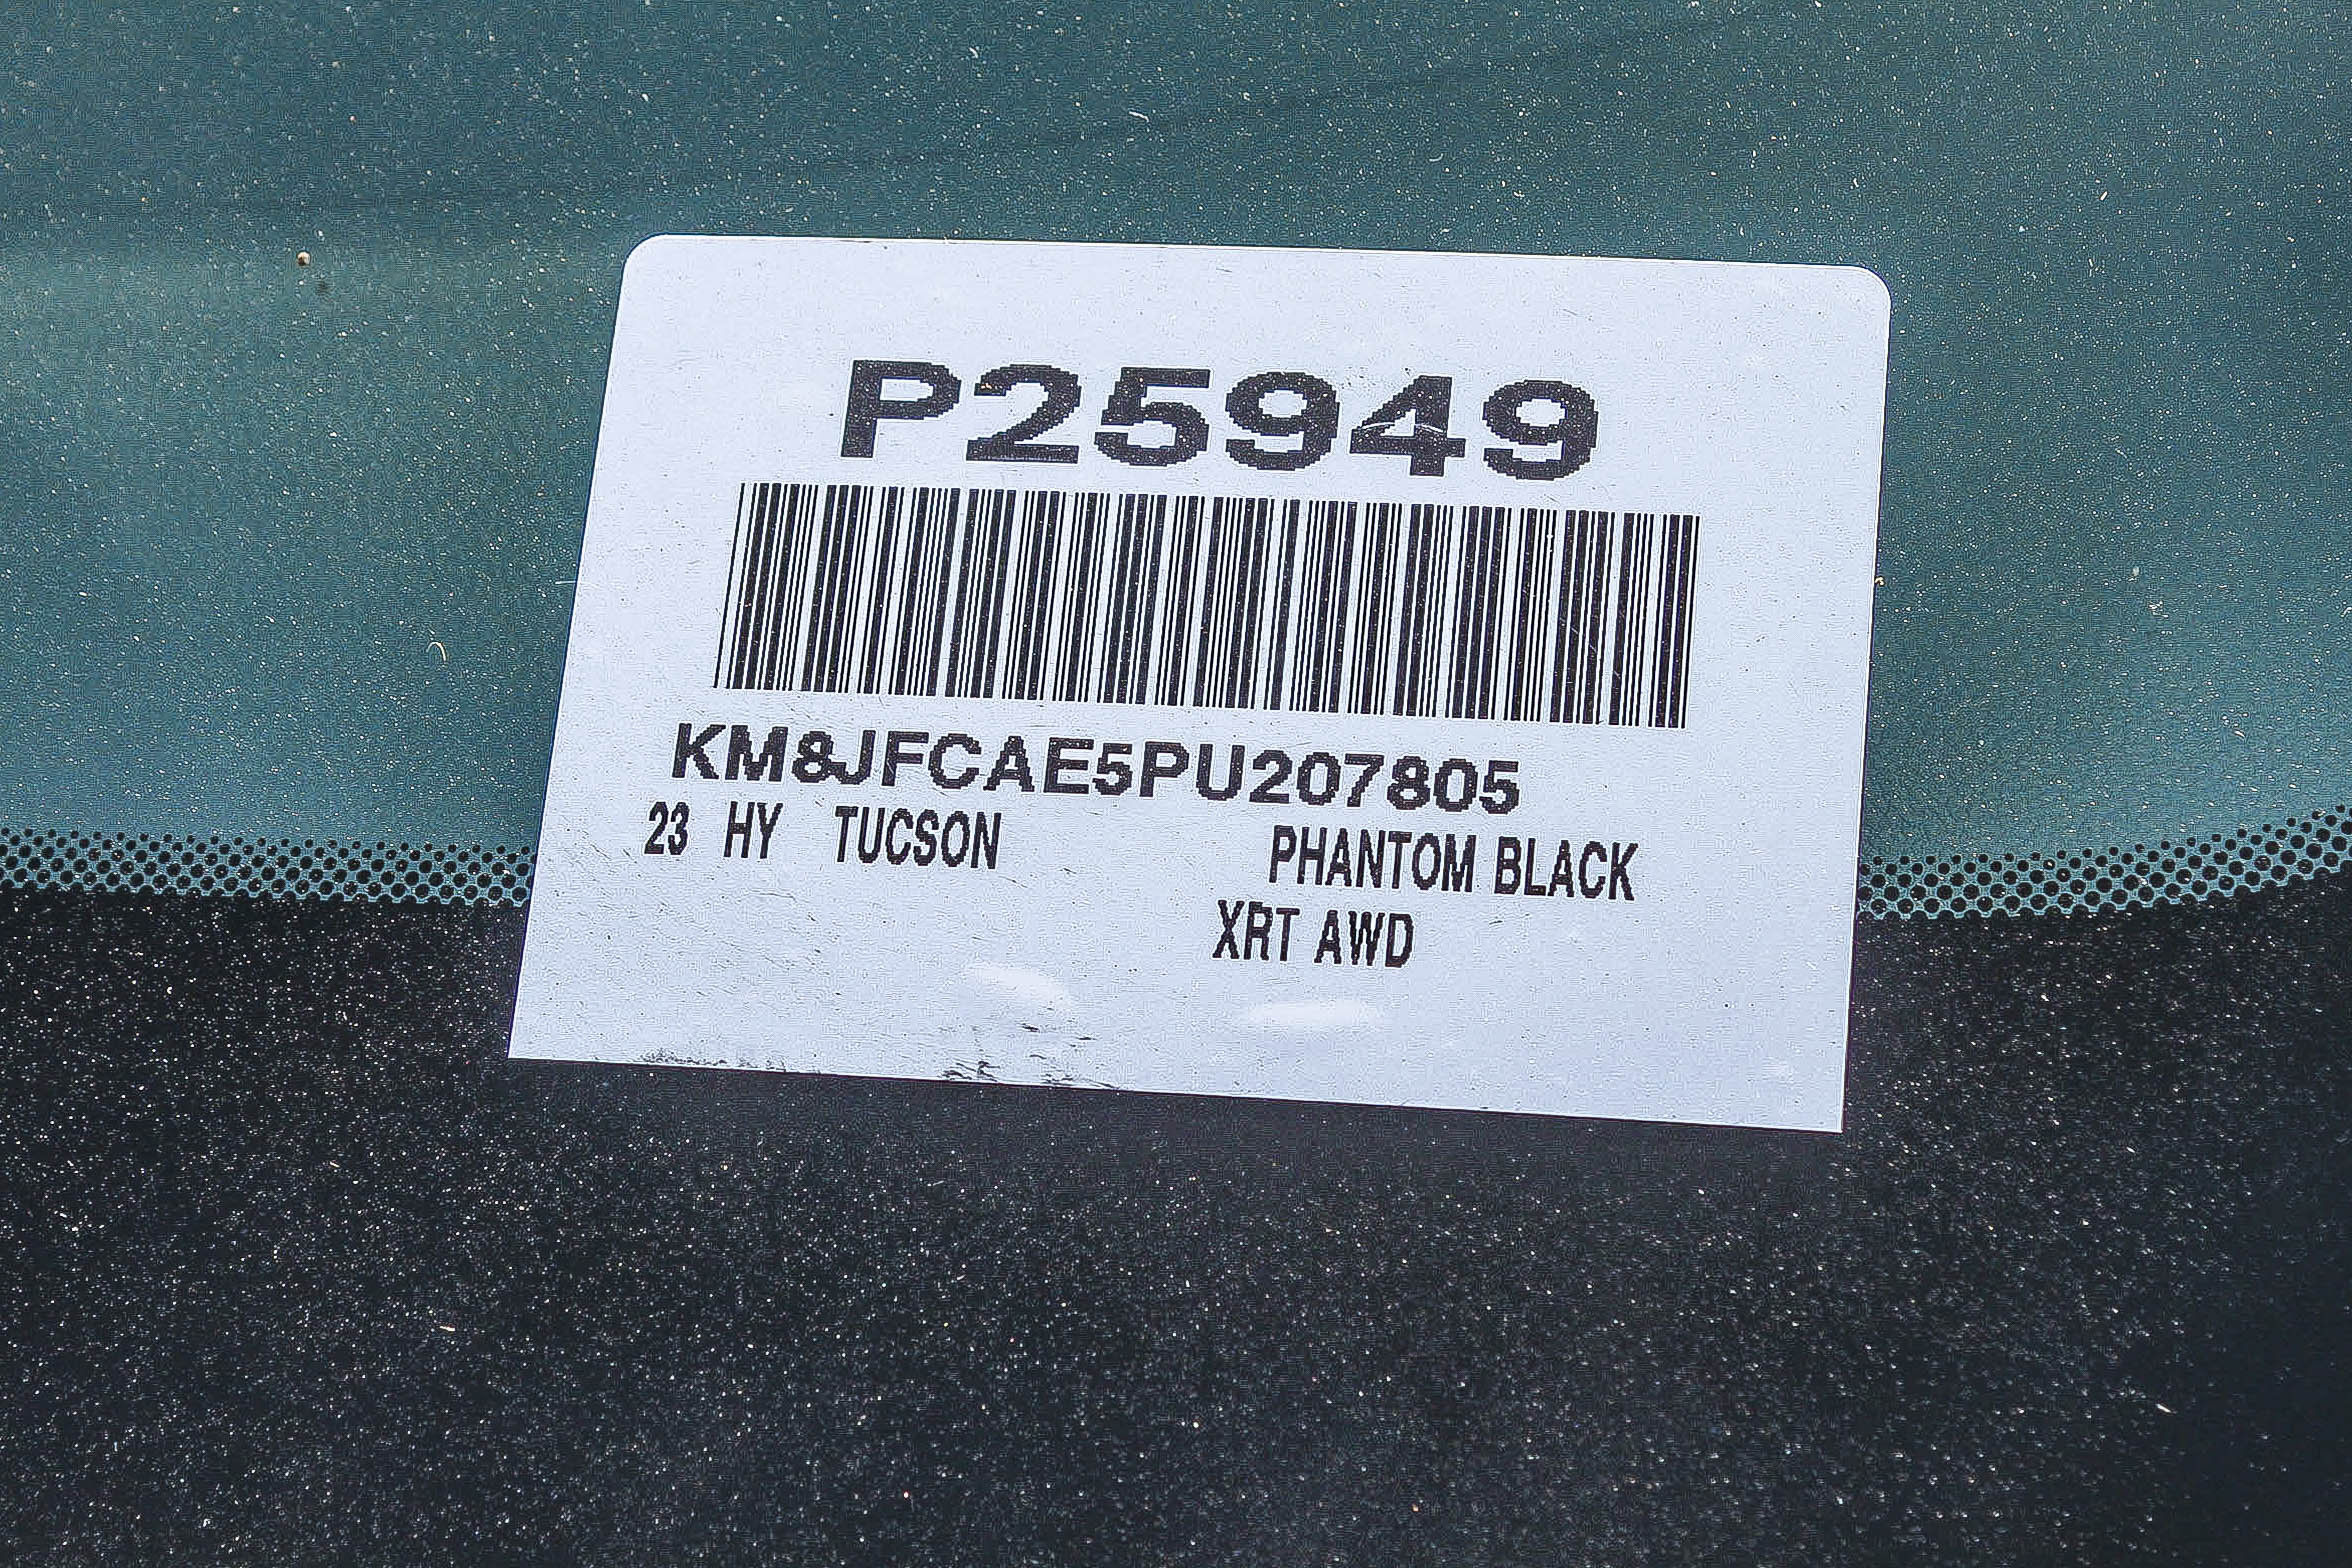 P25949
KM8JFCAE5PU207805
23 HY TUCSON PHANTOM BLACK
XRT AWD